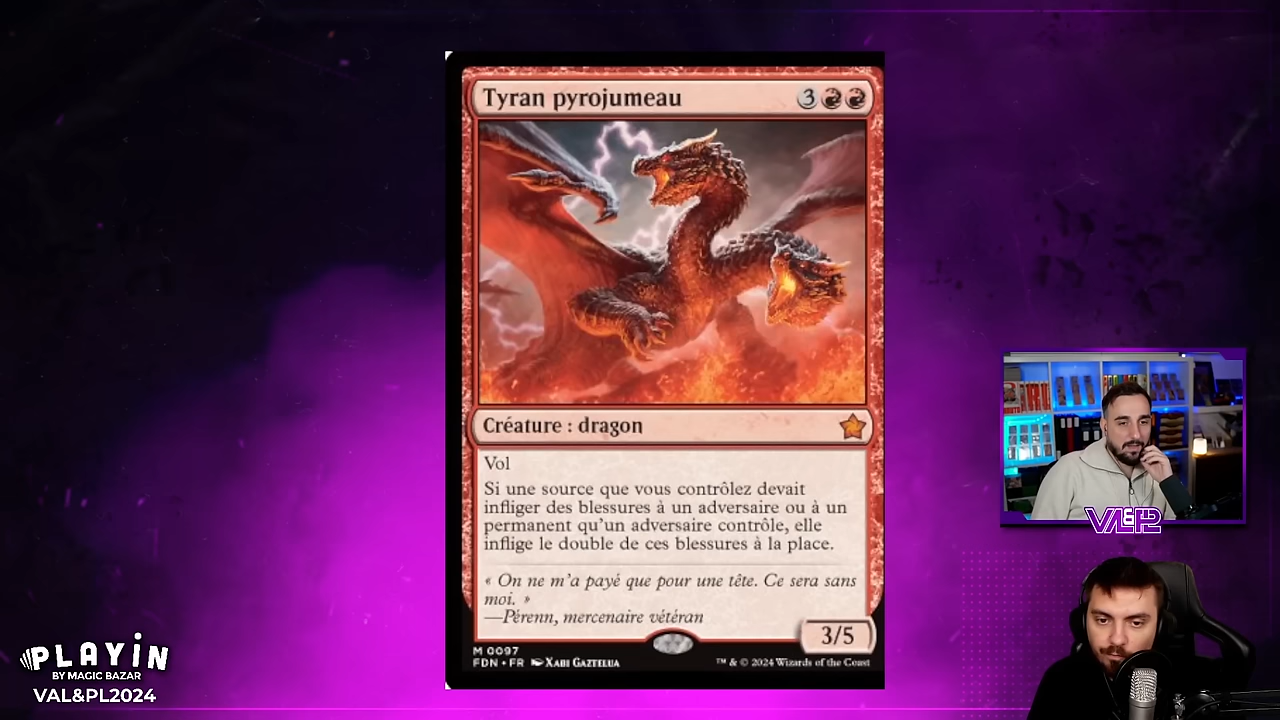 Tyran pyrojumeau 3
Créature : dragon
Vol
Si une source que vous contrôlez devait
infliger des blessures à un adversaire ou à un
permanent qu'un adversaire contrôle, elle
inflige le double de ces blessures à la place.
« On ne m'a payé que pour une tête. Ce sera sans
moi. »
—Pérenn, mercenaire vétéran
3/5
M 0097
FDN • FR Xabi Gaztelua
™ & © 2024 Wizards of the Coast
VAL&PL
PLAYIN
BY MAGIC BAZAR
VAL&PL2024